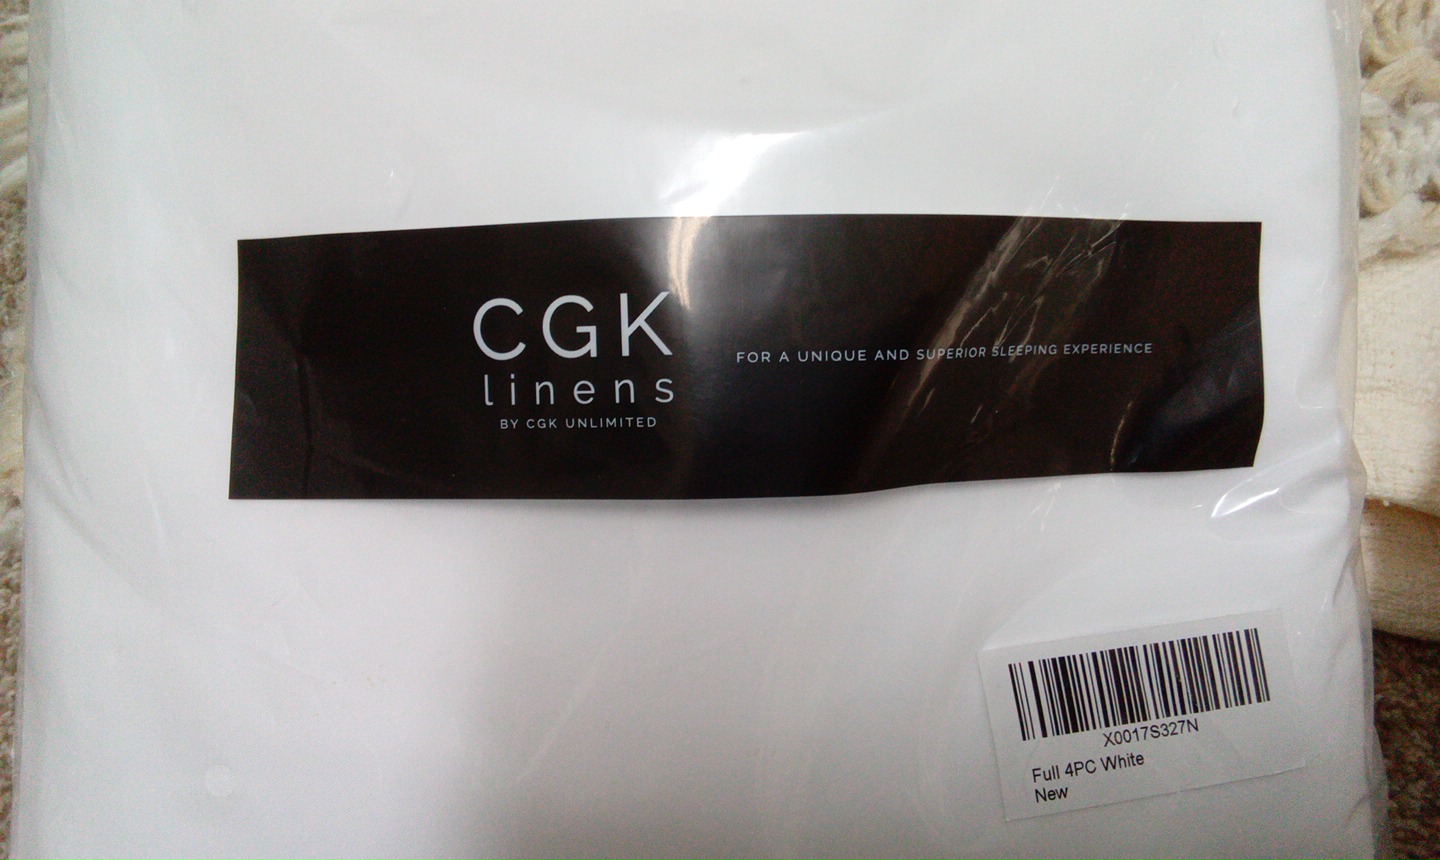 CGK
linens
BY CGK UNLIMITED
FOR A UNIQUE AND SUPERIOR SLEEPING EXPERIENCE
X0017S327N
Full 4PC White
New